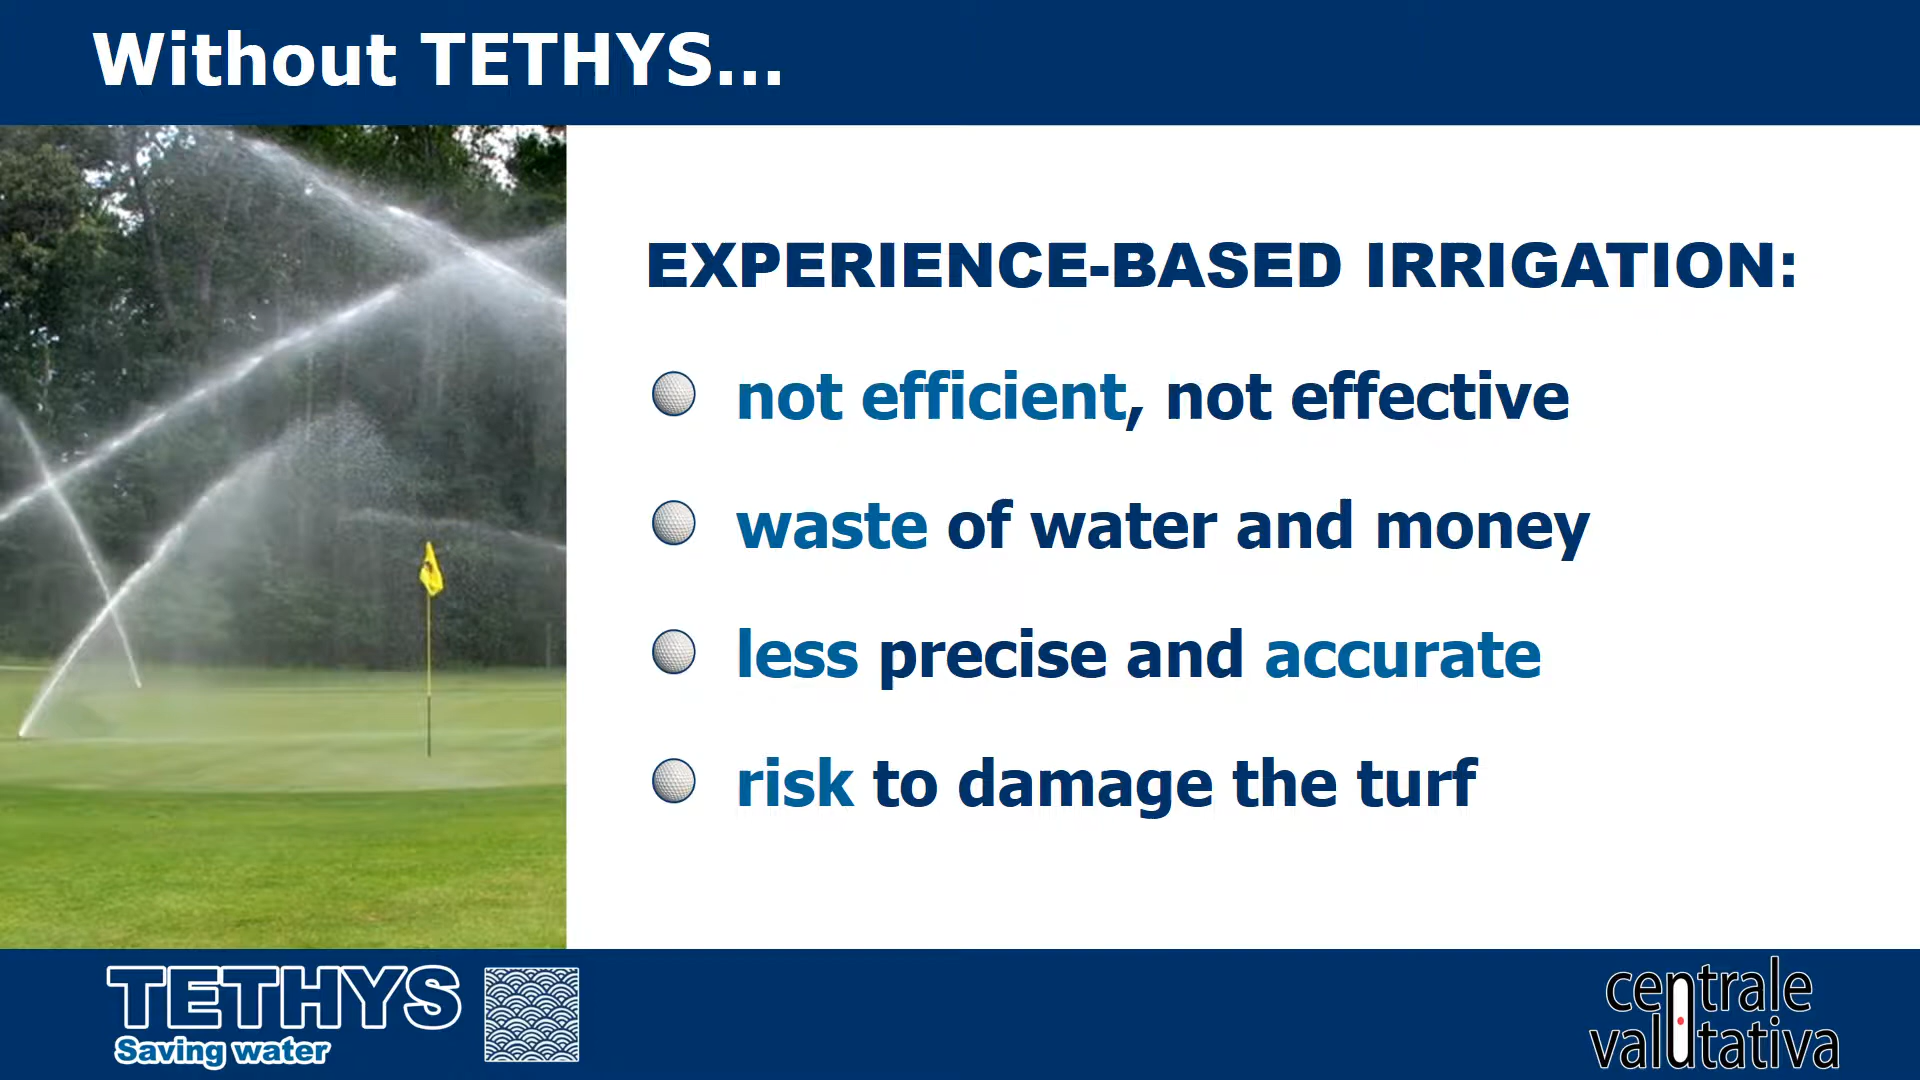 Without TETHYS...
EXPERIENCE-BASED IRRIGATION:
not efficient, not effective
waste of water and money
less precise and accurate
risk to damage the turf
TETHYS
Saving water
centrale
valutativa